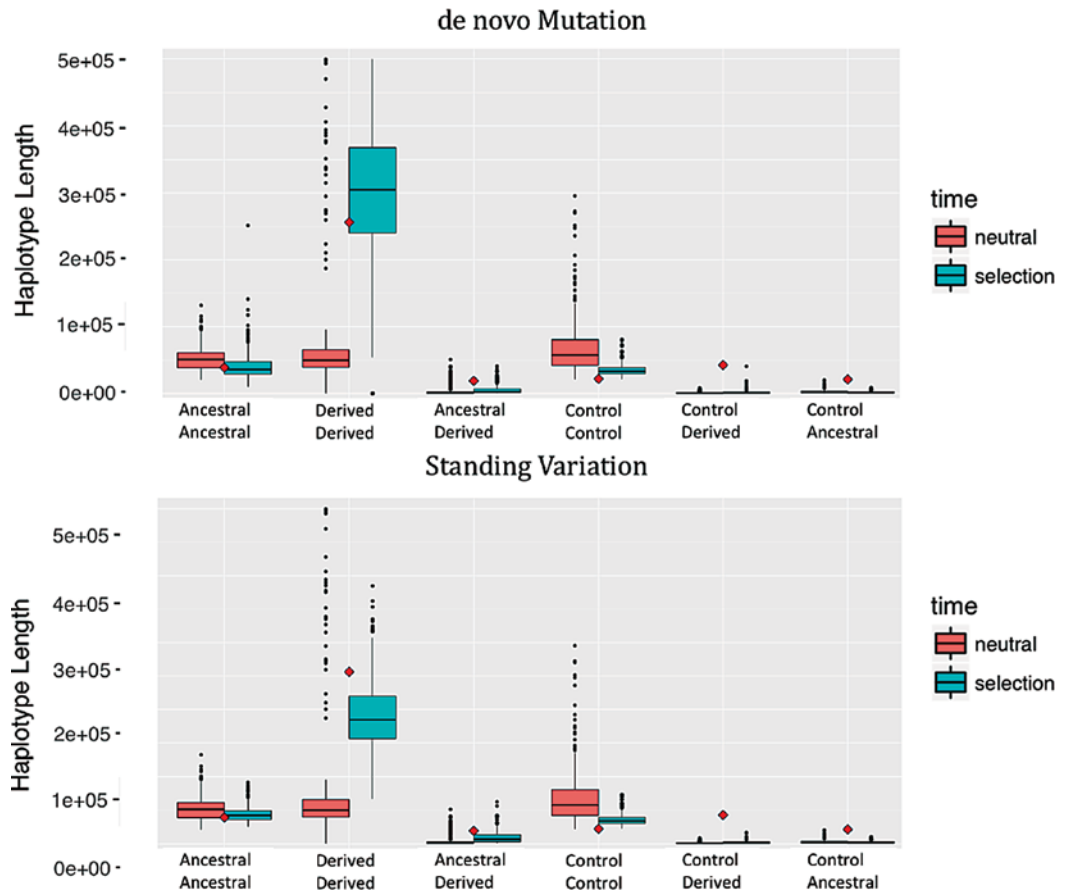 de novo Mutation
5e+05
4e+05
3e+05
2e+05
1e+05
0e+00
Haplotype Length
Ancestral Ancestral
Derived Derived
Ancestral Derived
Control Control
Control Derived
Control Ancestral
time
neutral
selection
Standing Variation
5e+05
4e+05
3e+05
2e+05
1e+05
0e+00
Haplotype Length
Ancestral Ancestral
Derived Derived
Ancestral Derived
Control Control
Control Derived
Control Ancestral
time
neutral
selection